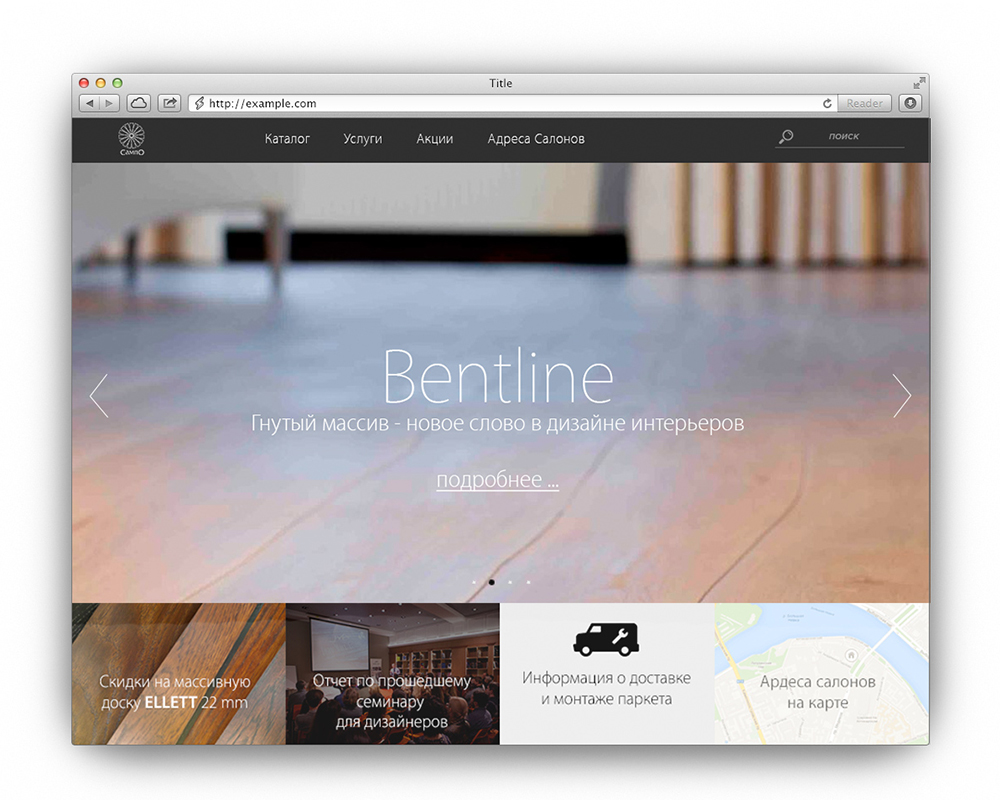 Title
http://example.com
Reader
САМПО
Каталог
Услуги
Акции
Адреса Салонов
поиск
Bentline
Гнутый массив - новое слово в дизайне интерьеров
подробнее ...
Скидки на массивную
доску ELLETT 22 mm
Отчет по прошедшему
семинару
для дизайнеров
Информация о доставке
и монтаже паркета
Ардеса салонов
на карте